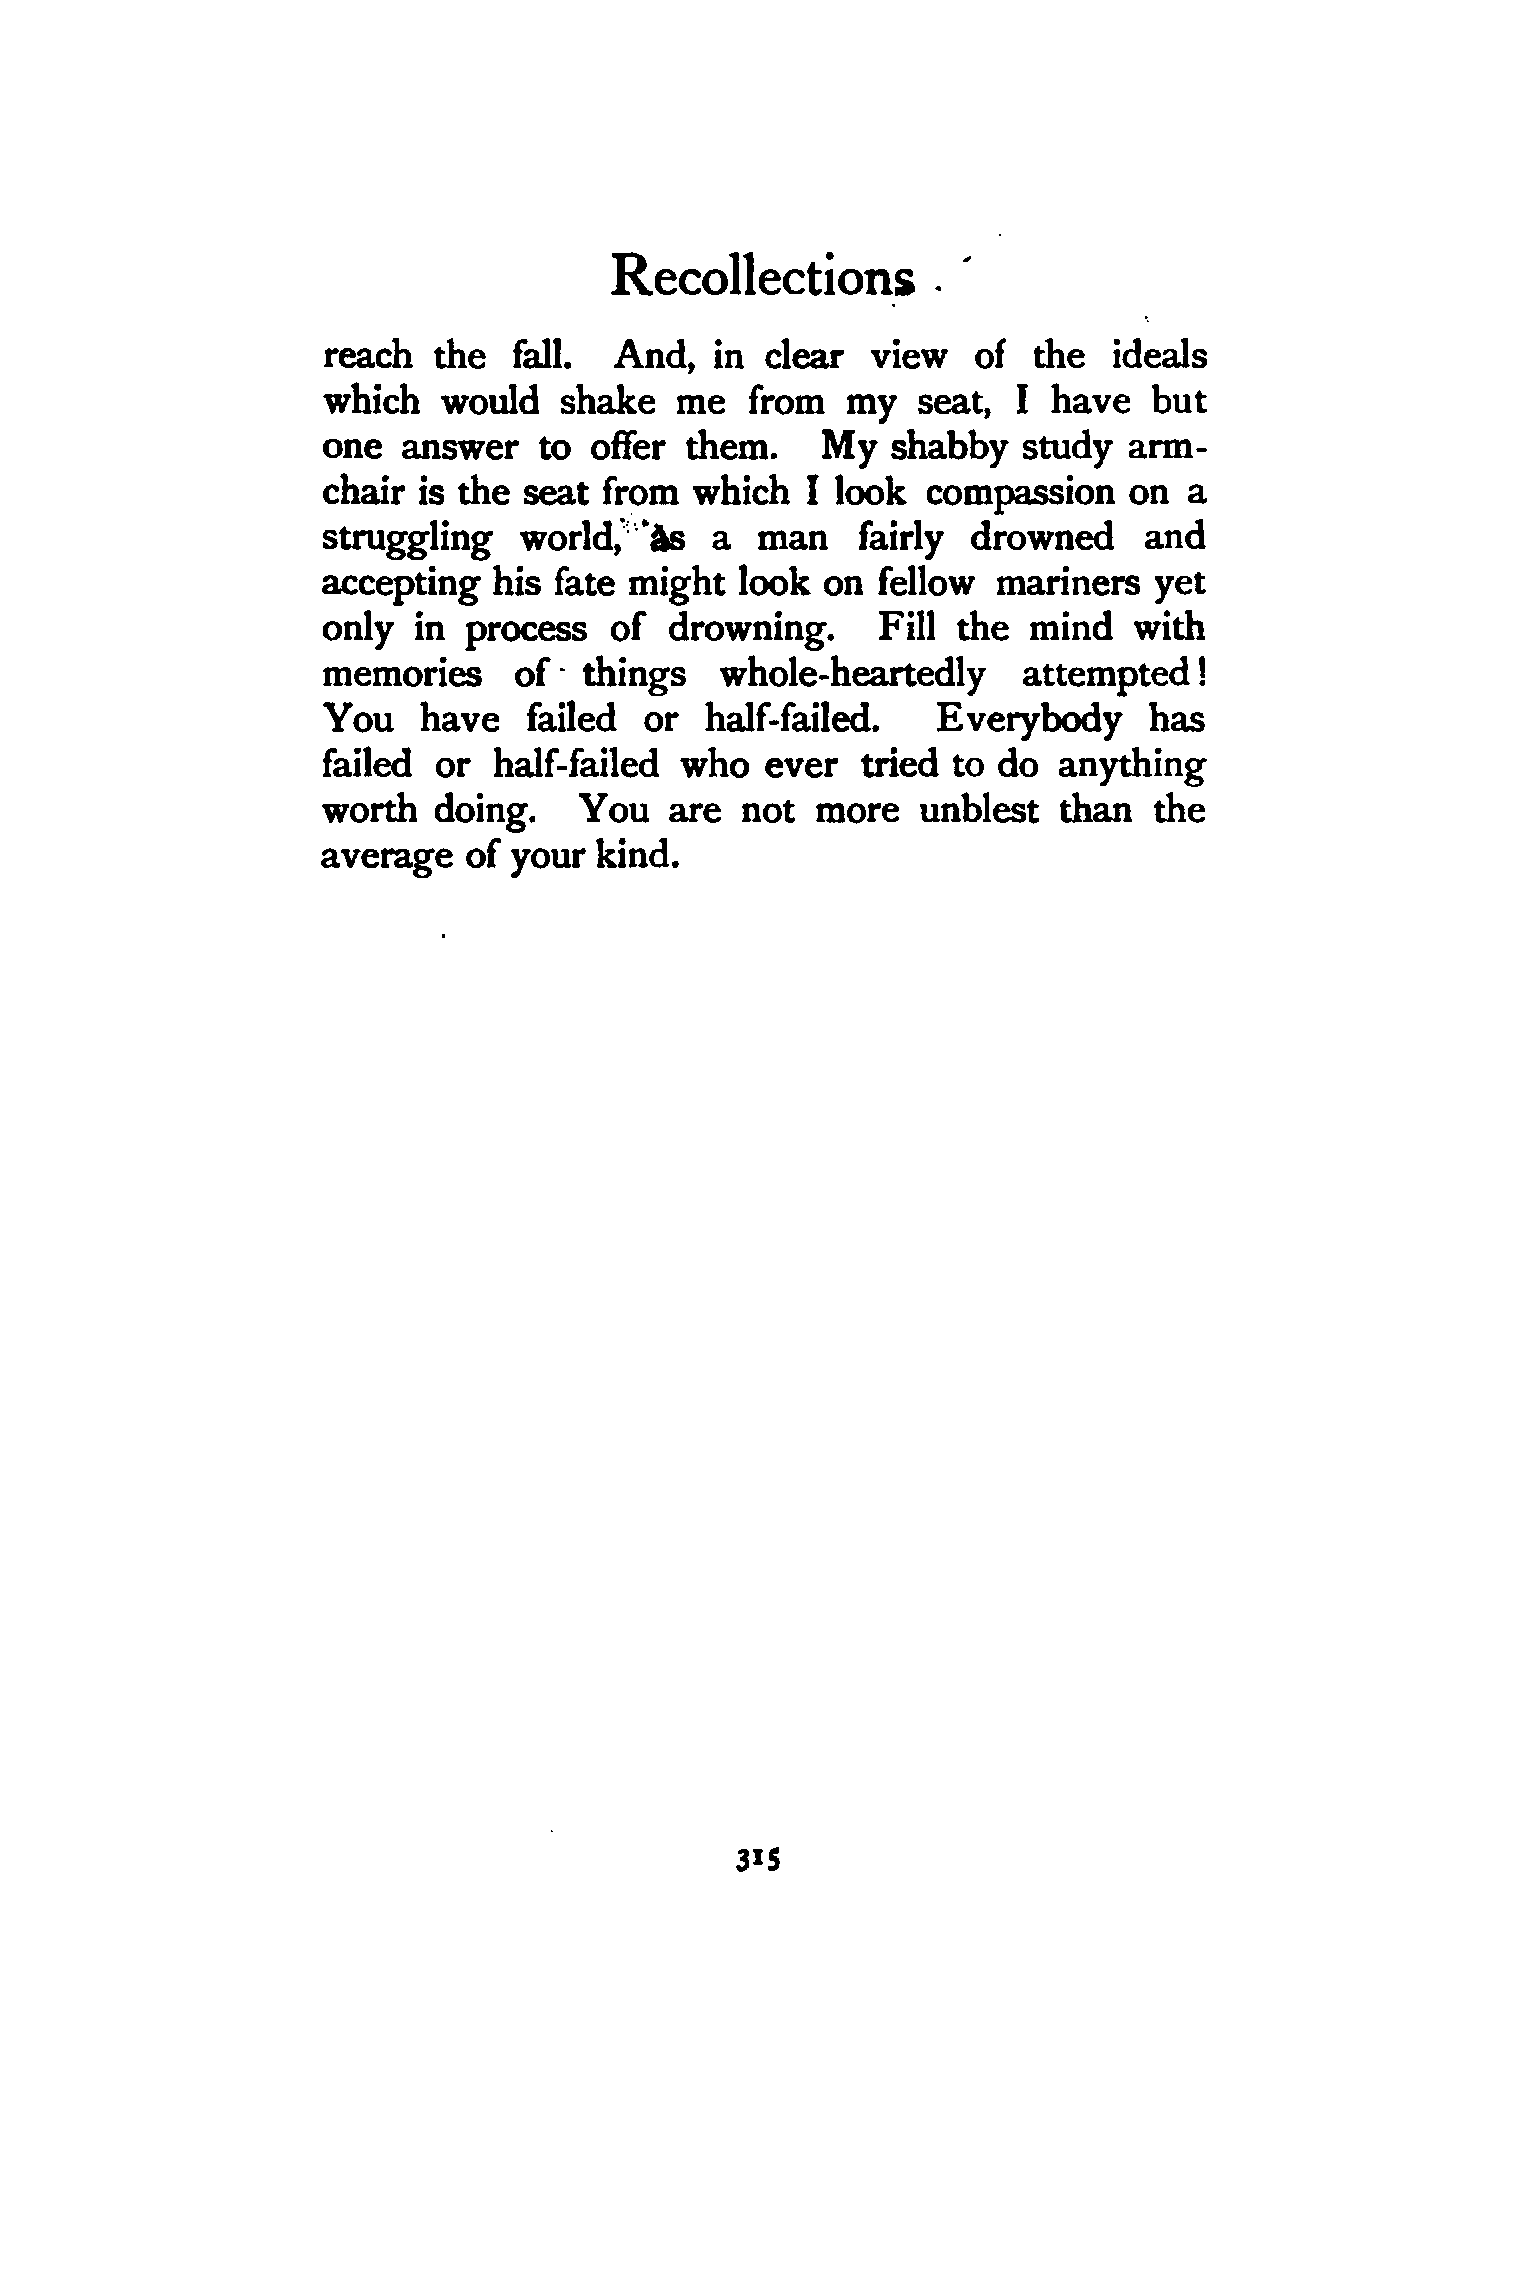 Recollections
reach the fall. And, in clear view of the ideals
which would shake me from my seat, I have but
one answer to offer them. My shabby study arm-
chair is the seat from which I look compassion on a
struggling world, as a man fairly drowned and
accepting his fate might look on fellow mariners yet
only in process of drowning. Fill the mind with
memories of things whole-heartedly attempted!
You have failed or half-failed. Everybody has
failed or half-failed who ever tried to do anything
worth doing. You are not more unblest than the
average of your kind.
315